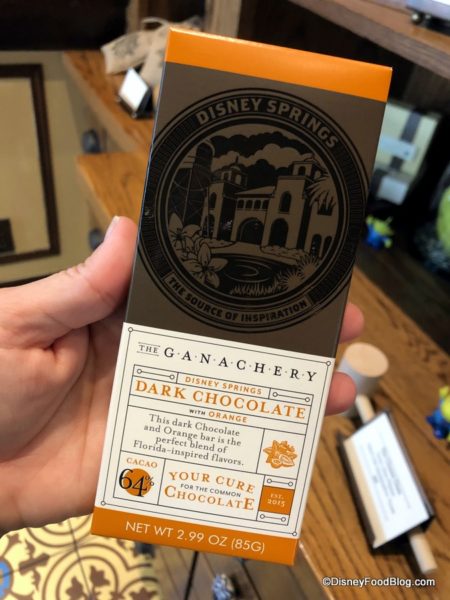 DISNEY SPRINGS
THE SOURCE OF INSPIRATION
THE G·A·N·A·C·H·E·R·Y
DISNEY SPRINGS
DARK CHOCOLATE
WITH ORANGE
This dark Chocolate
and Orange bar is the
perfect blend of
Florida-inspired flavors.
CACAO
64%
YOUR CURE
FOR THE COMMON
CHOCOLATE
EST.
2015
NET WT 2.99 OZ (85G)
©DisneyFoodBlog.com